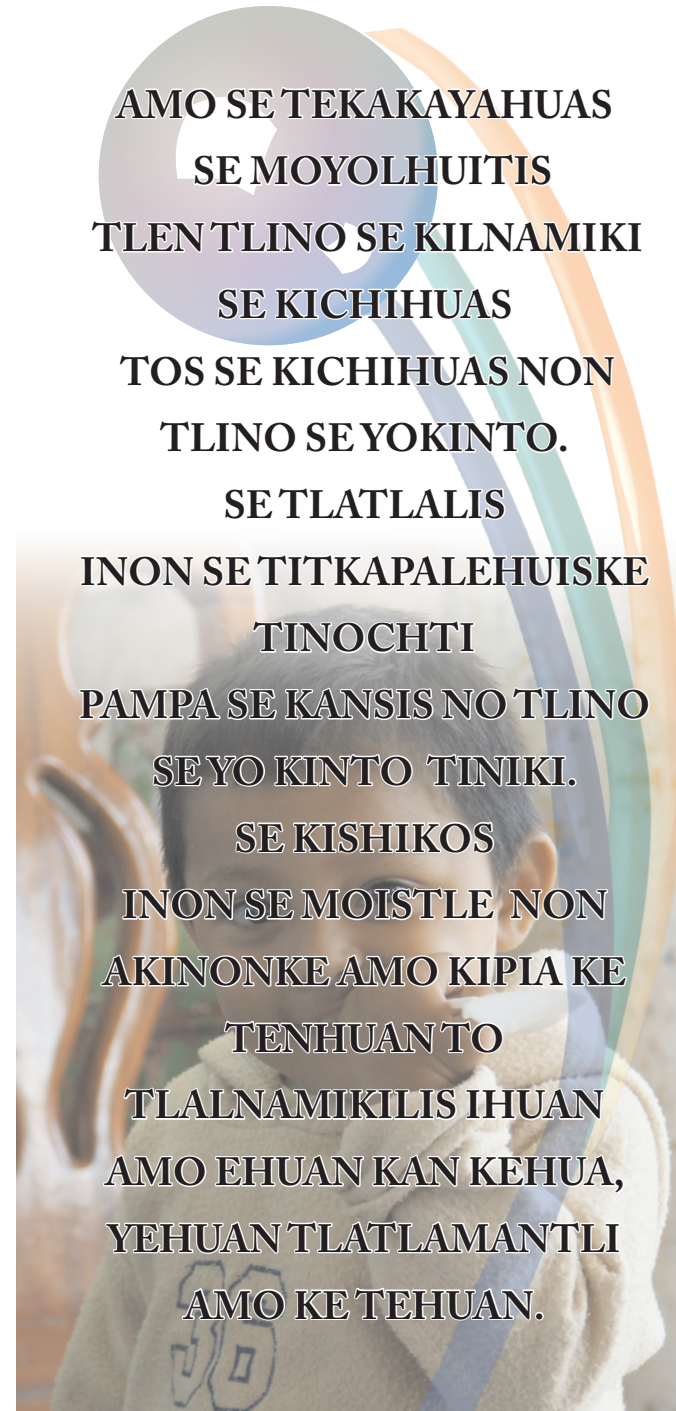 AMO SE TEKAKAYAHUAS
SE MOYOLHUITIS
TLEN TLINO SE KILNAMIKI
SE KICHIHUAS
TOS SE KICHIHUAS NON
TLINO SE YOKINTO.
SE TLATLALIS
INON SE TITKAPALEHUISKE
TINOCHTI
PAMPA SE KANSIS NO TLINO
SE YO KINTO TINIKI.
SE KISHIKOS
INON SE MOISTLE NON
AKINONKE AMO KIPIA KE
TENHUAN TO
TLALNAMIKILIS IHUAN
AMO EHUAN KAN KEHUA,
YEHUAN TLATLAMANTLI
AMO KE TEHUAN.
36